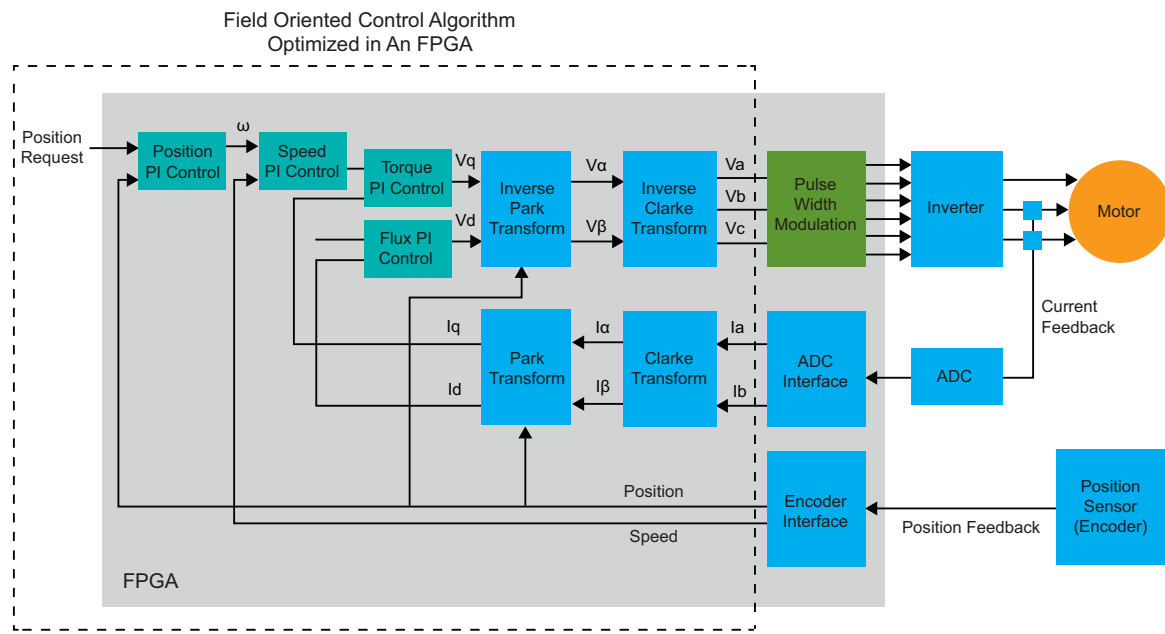 Field Oriented Control Algorithm
Optimized in An FPGA
Position
Request
Position
PI Control
ω
Speed
PI Control
Torque
PI Control
Flux PI
Control
Vq
Vd
Inverse
Park
Transform
Vα
Vβ
Inverse
Clarke
Transform
Va
Vb
Vc
Pulse
Width
Modulation
Inverter
Motor
Current
Feedback
Iq
Id
Park
Transform
Iα
Iβ
Clarke
Transform
Ia
Ib
ADC
Interface
ADC
Position
Speed
Encoder
Interface
Position Feedback
Position
Sensor
(Encoder)
FPGA